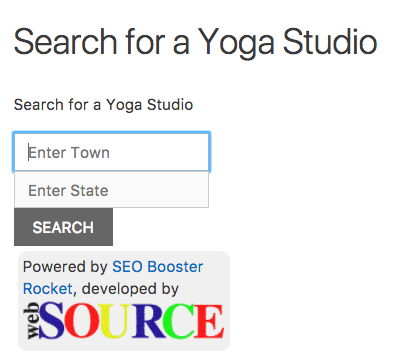 Search for a Yoga Studio
Search for a Yoga Studio
Enter Town
Enter State
SEARCH
Powered by SEO Booster
Rocket, developed by
web SOURCE